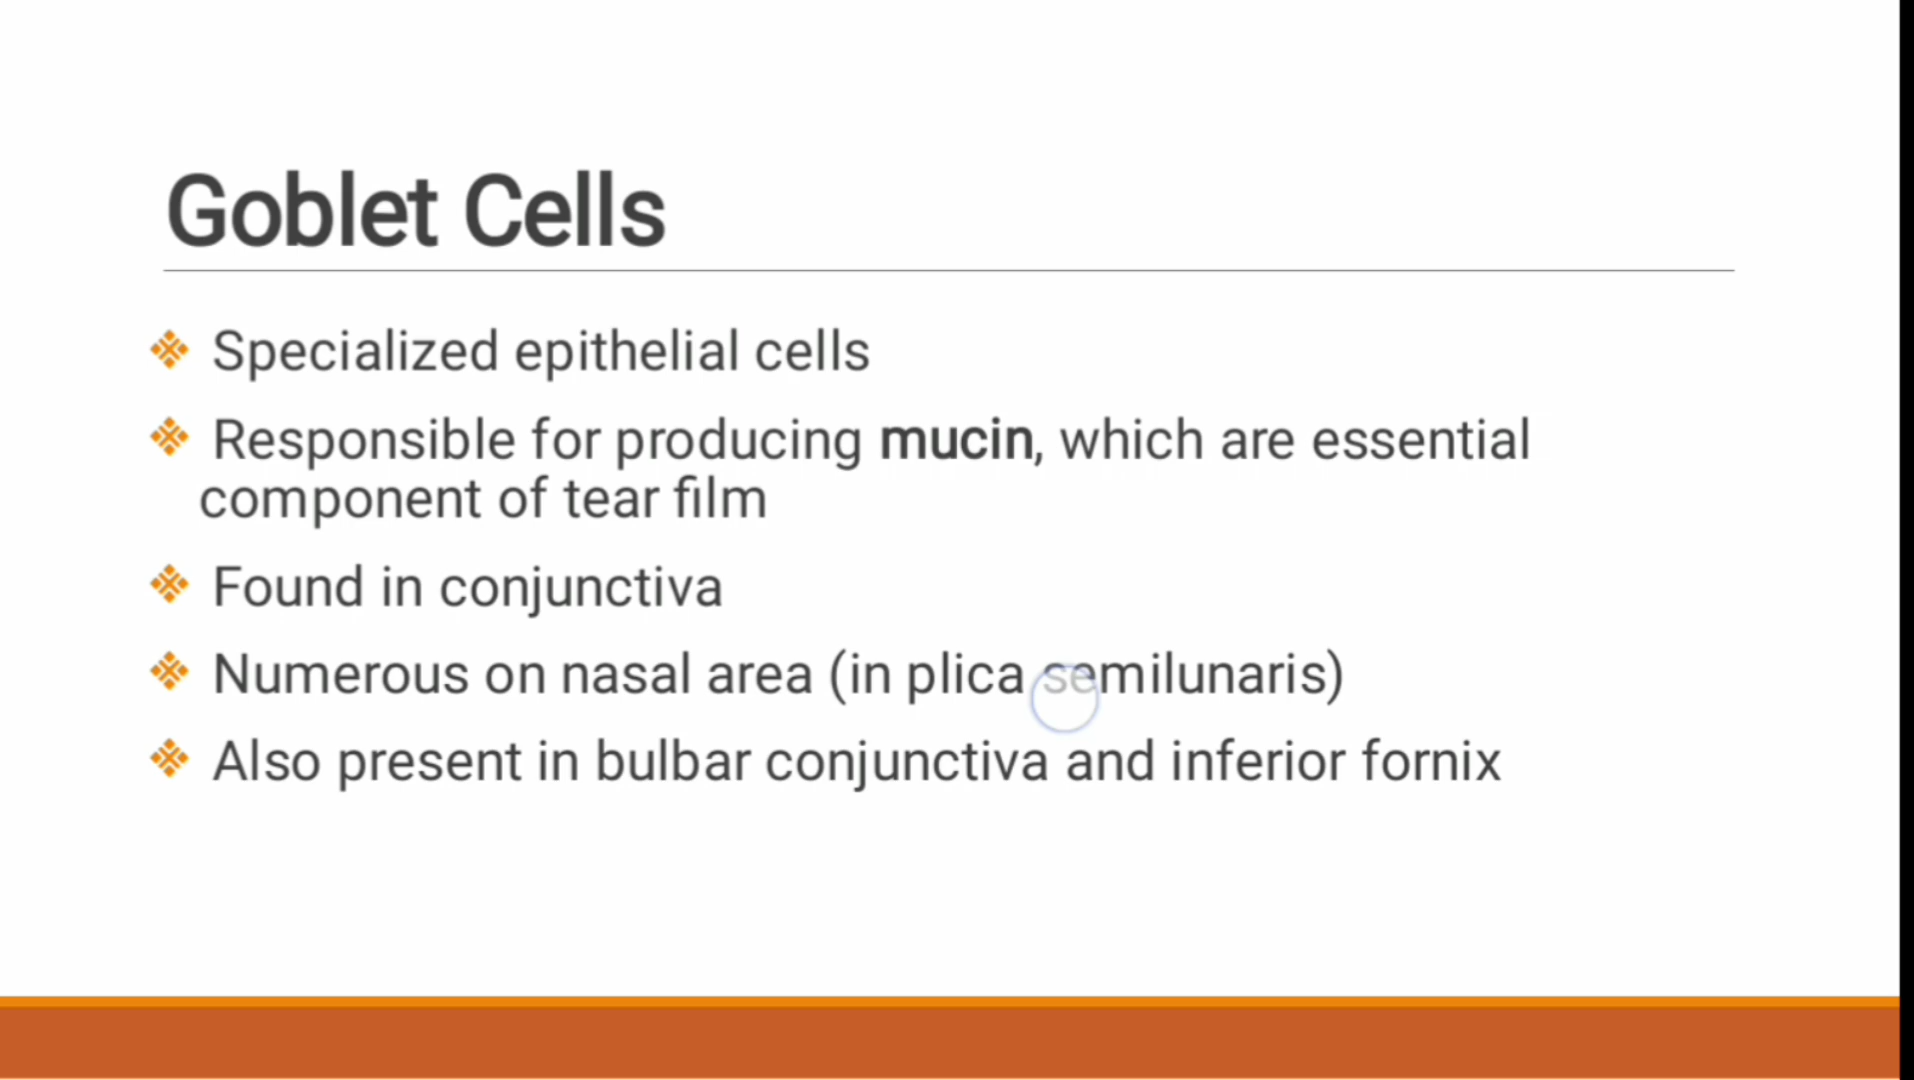 Goblet Cells
Specialized epithelial cells
Responsible for producing mucin, which are essential
component of tear film
Found in conjunctiva
Numerous on nasal area (in plica semilunaris)
Also present in bulbar conjunctiva and inferior fornix